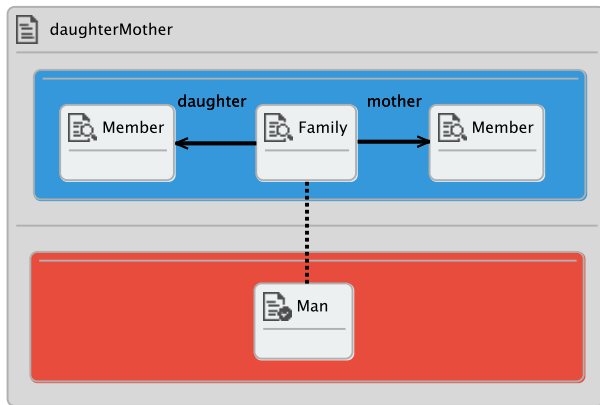 daughterMother
daughter
mother
Member
Family
Member
Man